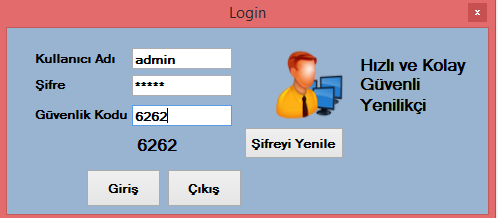 Login
x
Kullanıcı Adı admin
Şifre *****
Güvenlik Kodu 6262
6262
Şifreyi Yenile
Hızlı ve Kolay
Güvenli
Yenilikçi
Giriş Çıkış